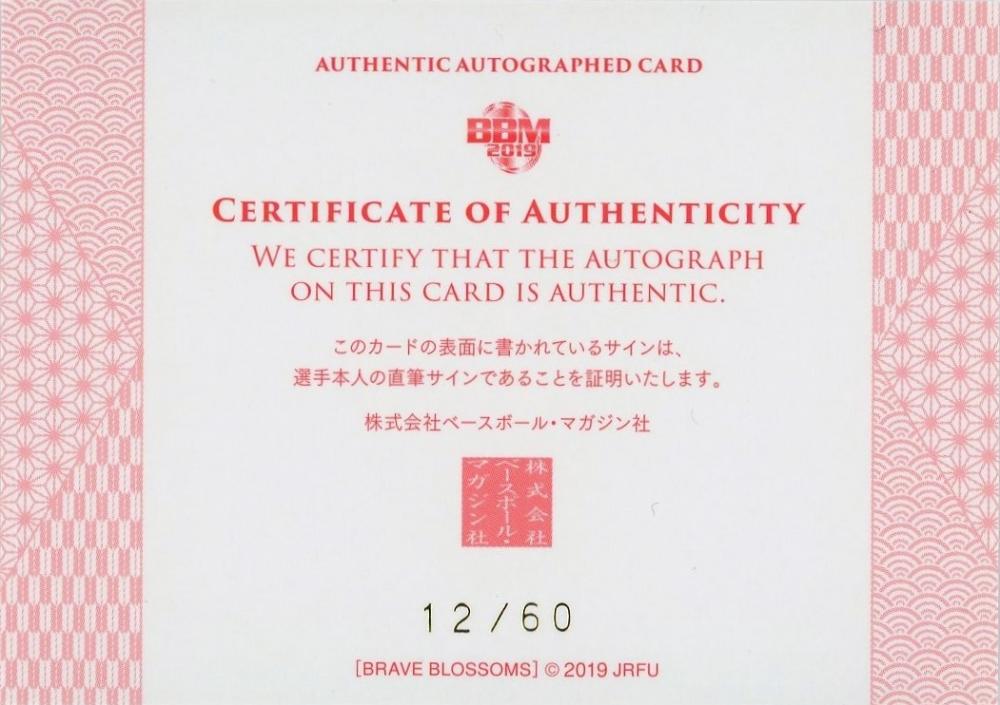 AUTHENTIC AUTOGRAPHED CARD
BBM
2019
CERTIFICATE OF AUTHENTICITY
WE CERTIFY THAT THE AUTOGRAPH
ON THIS CARD IS AUTHENTIC.
このカードの表面に書かれているサインは、
選手本人の直筆サインであることを証明いたします。
株式会社ベースボール・マガジン社
株式会社
ベースボール・
マガジン社
12/60
[BRAVE BLOSSOMS] © 2019 JRFU